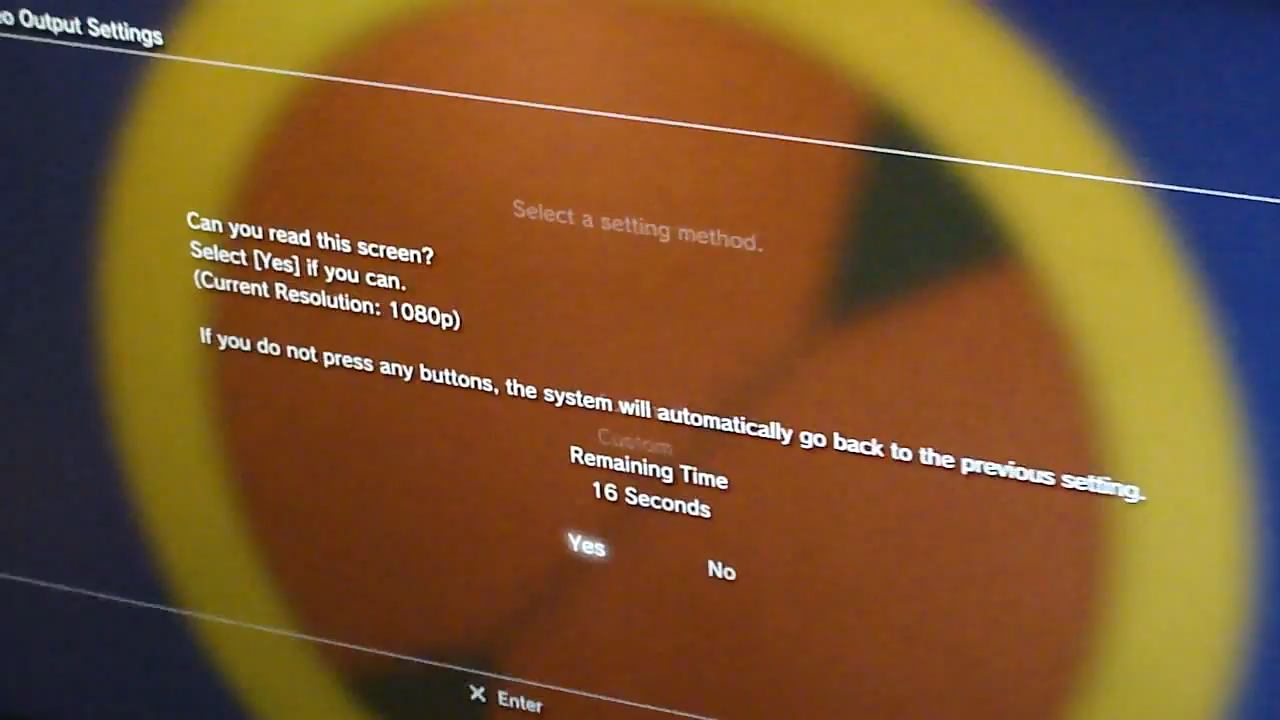 o Output Settings
Select a setting method.
Can you read this screen?
Select [Yes] if you can.
(Current Resolution: 1080p)
If you do not press any buttons, the system will automatically go back to the previous setting.
Custom
Remaining Time
16 Seconds
Yes No
X Enter